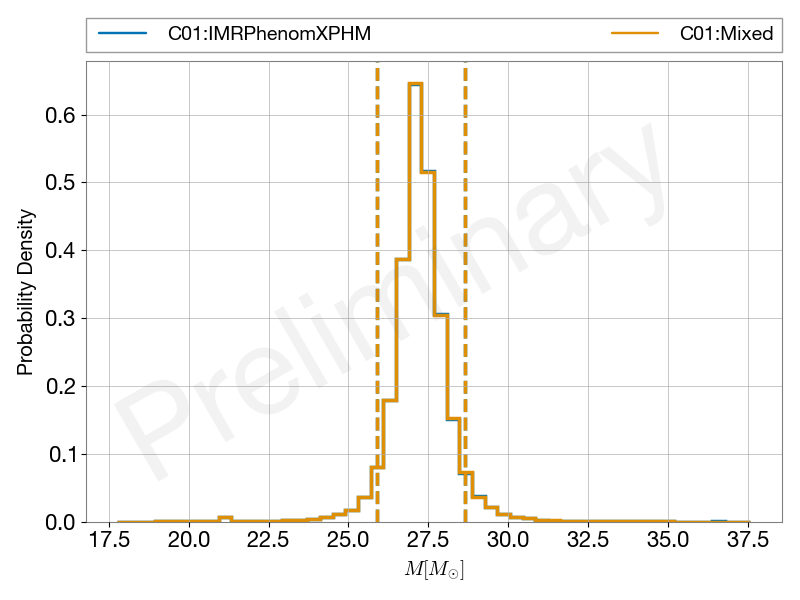 C01:IMRPhenomXPHM C01:Mixed
Preliminary
Probability Density
0.6
0.5
0.4
0.3
0.2
0.1
0.0
17.5 20.0 22.5 25.0 27.5 30.0 32.5 35.0 37.5
M[M☉]